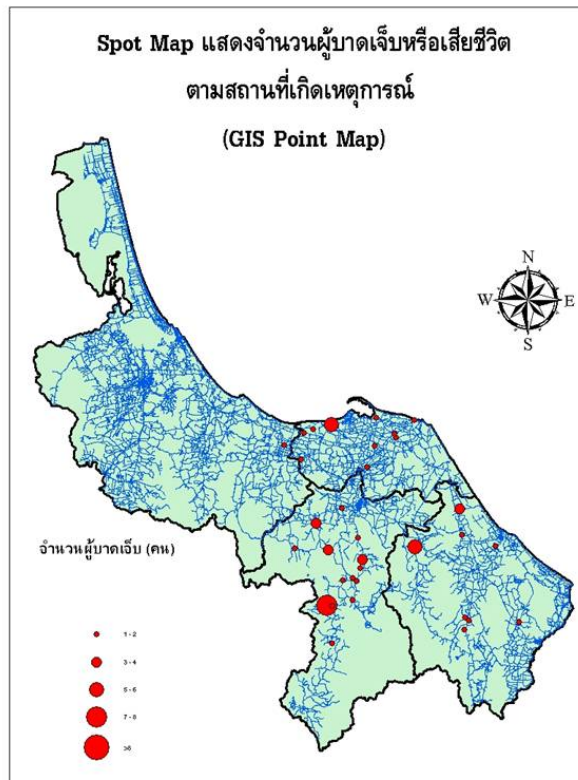 Spot Map แสดงจำนวนผู้บาดเจ็บหรือเสียชีวิต
ตามสถานที่เกิดเหตุการณ์
(GIS Point Map)
N
W
E
S
จำนวนผู้บาดเจ็บ (คน)
1 - 2
3 - 4
5 - 6
7 - 8
>8